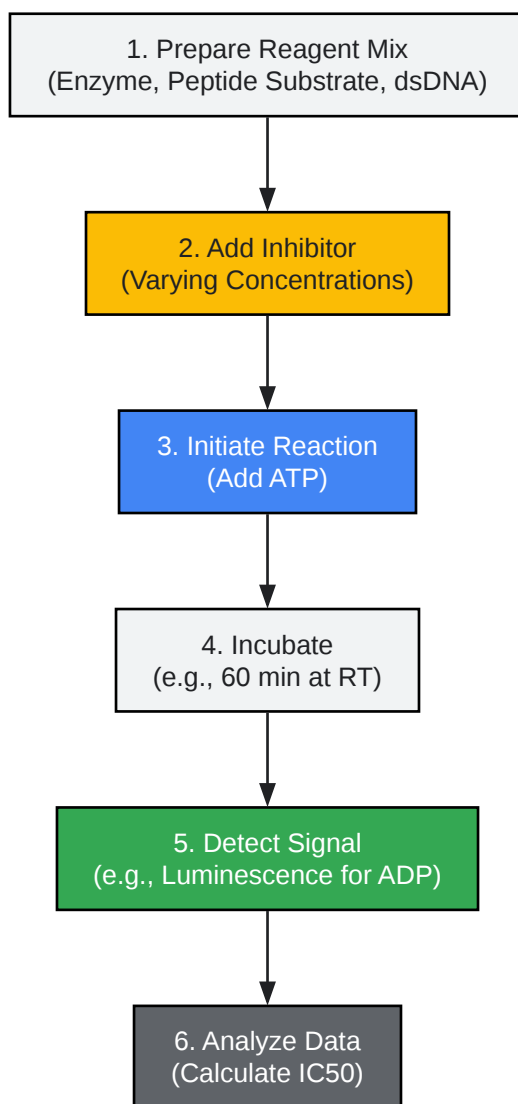 1. Prepare Reagent Mix
(Enzyme, Peptide Substrate, dsDNA)
2. Add Inhibitor
(Varying Concentrations)
3. Initiate Reaction
(Add ATP)
4. Incubate
(e.g., 60 min at RT)
5. Detect Signal
(e.g., Luminescence for ADP)
6. Analyze Data
(Calculate IC50)